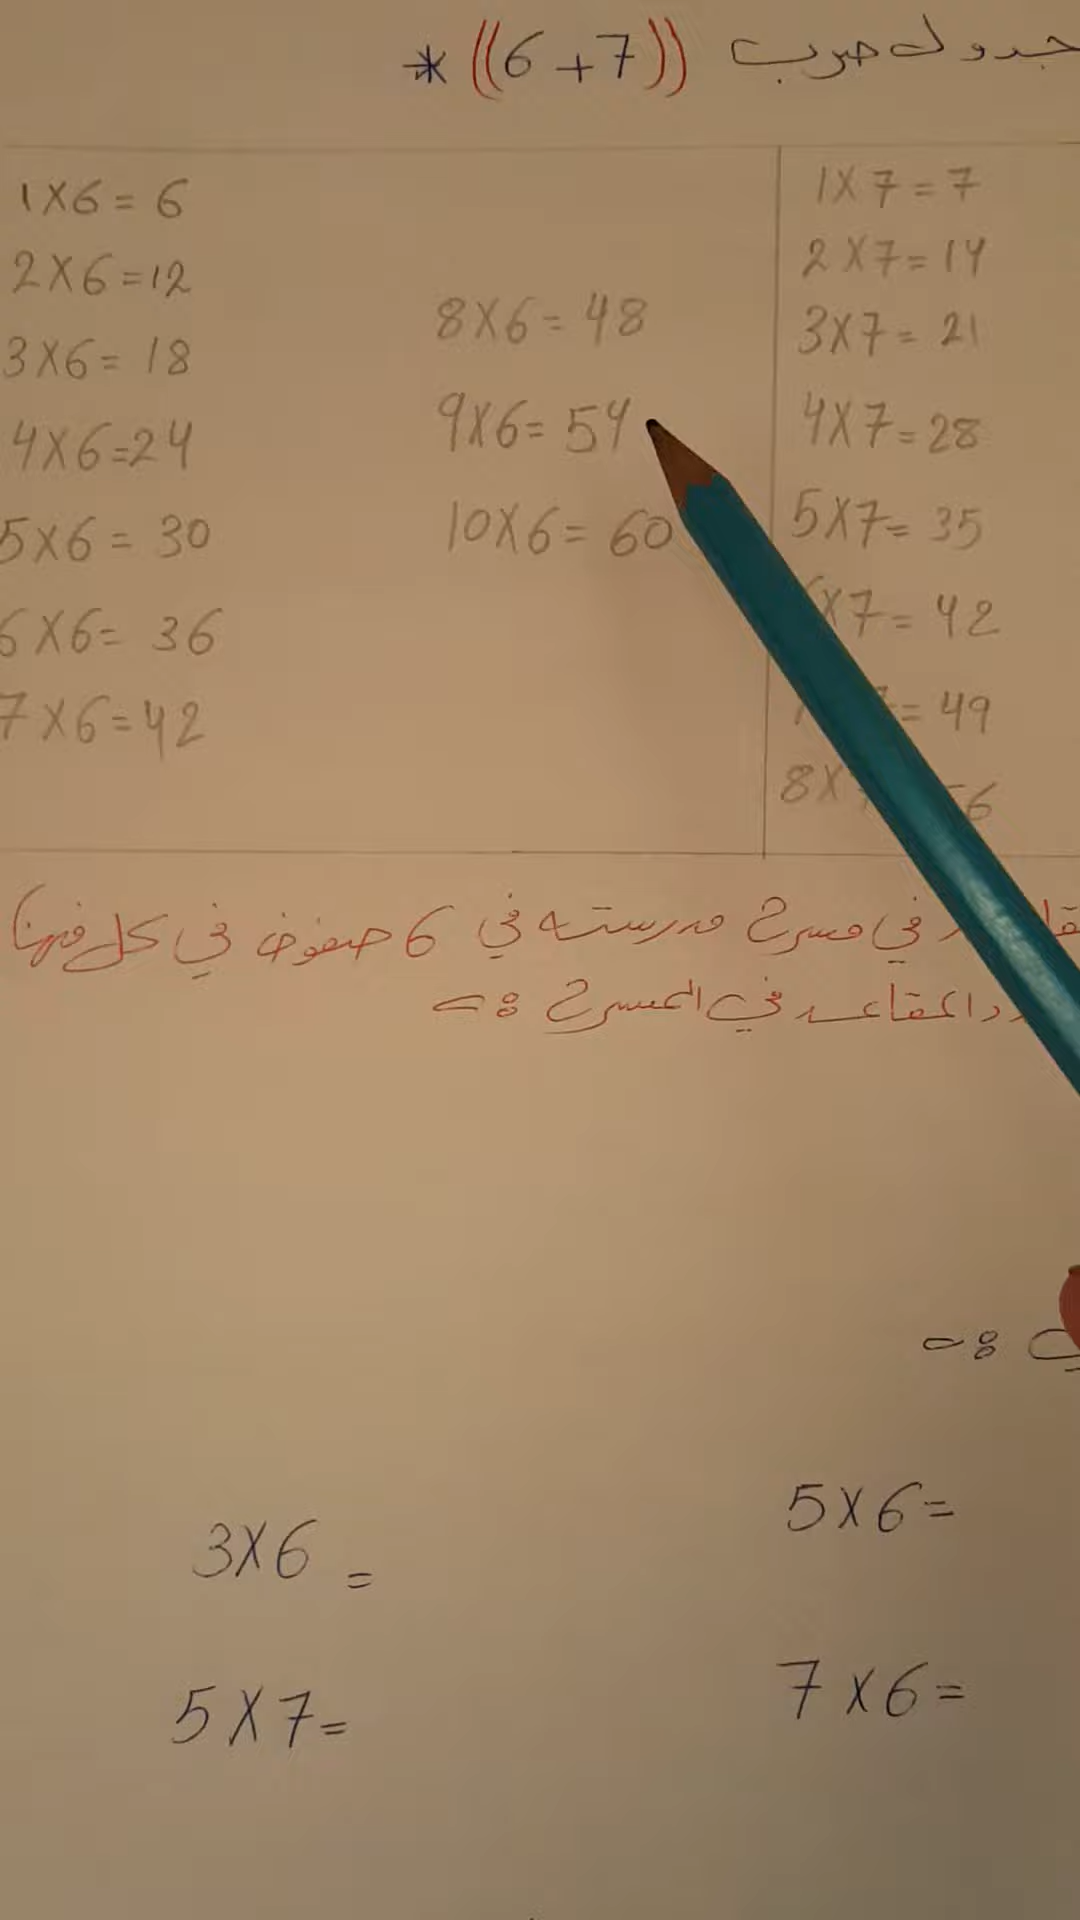 جدول ضرب ((6+7)) *
1X6=6
2X6=12
3X6=18
4X6=24
5X6=30
6X6=36
7X6=42
8X6=48
9X6=54
10X6=60
1X7=7
2X7=14
3X7=21
4X7=28
5X7=35
X7=42
=49
8X
في مسرح مدرسته في 6 صفوف في كل منها
المقاعد في المسرح :-
:-
5X6=
3X6 =
7X6=
5X7=